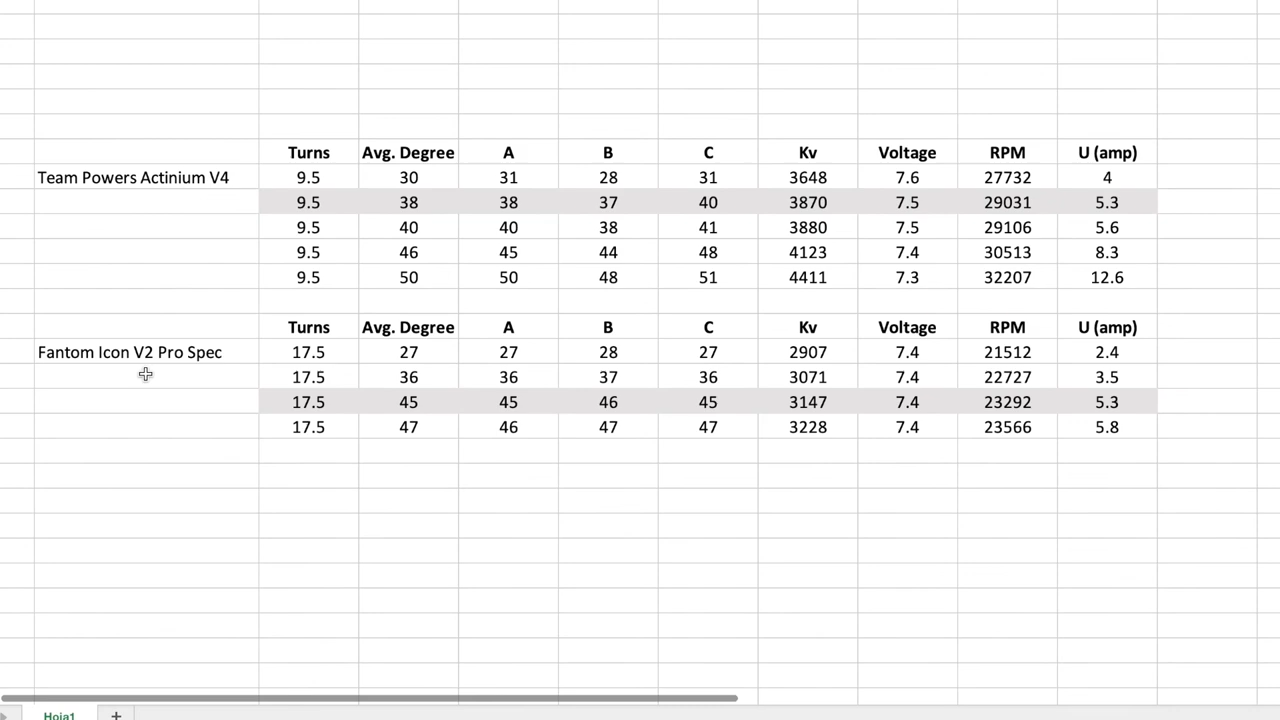 Turns Avg. Degree A B C Kv Voltage RPM U (amp)
Team Powers Actinium V4 9.5 30 31 28 31 3648 7.6 27732 4
9.5 38 38 37 40 3870 7.5 29031 5.3
9.5 40 40 38 41 3880 7.5 29106 5.6
9.5 46 45 44 48 4123 7.4 30513 8.3
9.5 50 50 48 51 4411 7.3 32207 12.6
Turns Avg. Degree A B C Kv Voltage RPM U (amp)
Fantom Icon V2 Pro Spec 17.5 27 27 28 27 2907 7.4 21512 2.4
17.5 36 36 37 36 3071 7.4 22727 3.5
17.5 45 45 46 45 3147 7.4 23292 5.3
17.5 47 46 47 47 3228 7.4 23566 5.8
Hoja1 +